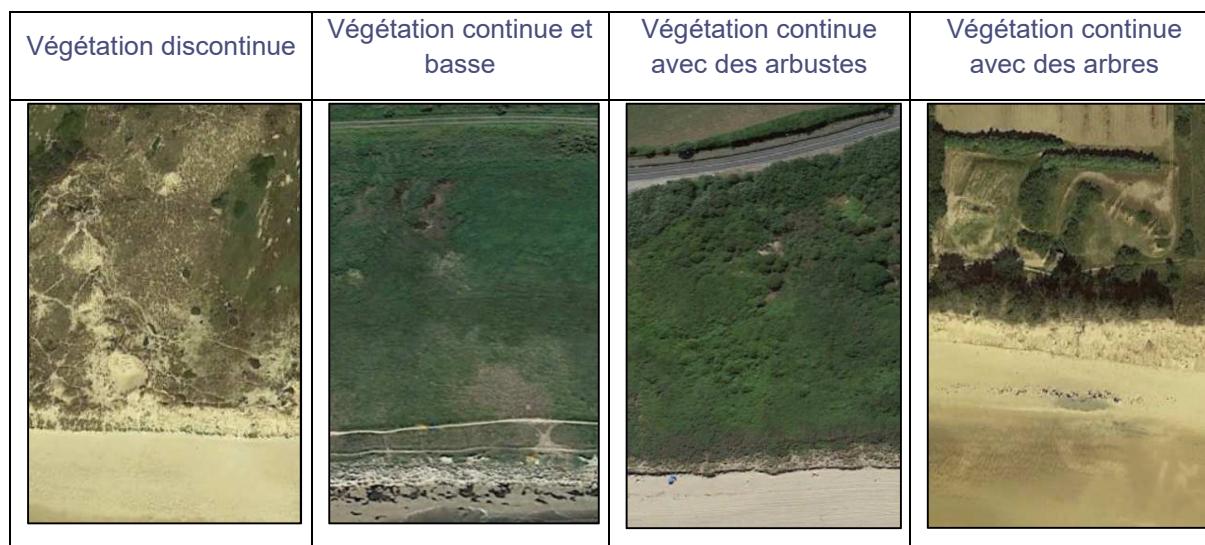 Végétation discontinue
Végétation continue et
basse
Végétation continue
avec des arbustes
Végétation continue
avec des arbres